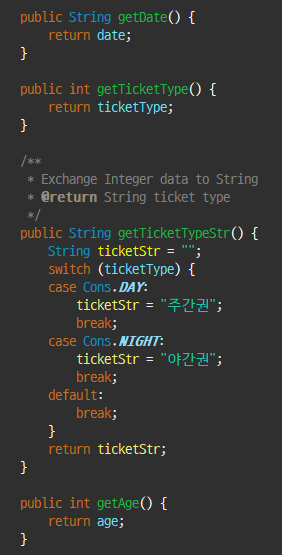 public String getDate() {
    return date;
}

public int getTicketType() {
    return ticketType;
}

/**
 * Exchange Integer data to String
 * @return String ticket type
 */
public String getTicketTypeStr() {
    String ticketStr = "";
    switch (ticketType) {
    case Cons.DAY:
        ticketStr = "주간권";
        break;
    case Cons.NIGHT:
        ticketStr = "야간권";
        break;
    default:
        break;
    }
    return ticketStr;
}

public int getAge() {
    return age;
}